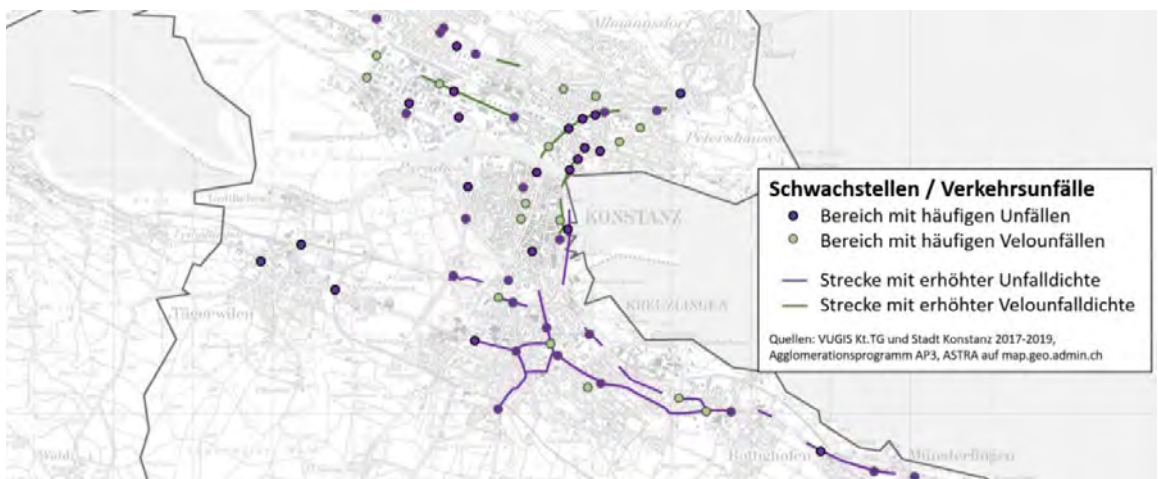 Allmannsdorf
Petershausen
Paradies
Gottlieben
KONSTANZ
Tägerwilen
KREUZLINGEN
Bottighofen
Münsterlingen
Schwachstellen / Verkehrsunfälle
Bereich mit häufigen Unfällen
Bereich mit häufigen Velounfällen
Strecke mit erhöhter Unfalldichte
Strecke mit erhöhter Velounfalldichte
Quellen: VUGIS Kt.TG und Stadt Konstanz 2017-2019,
Agglomerationsprogramm AP3, ASTRA auf map.geo.admin.ch